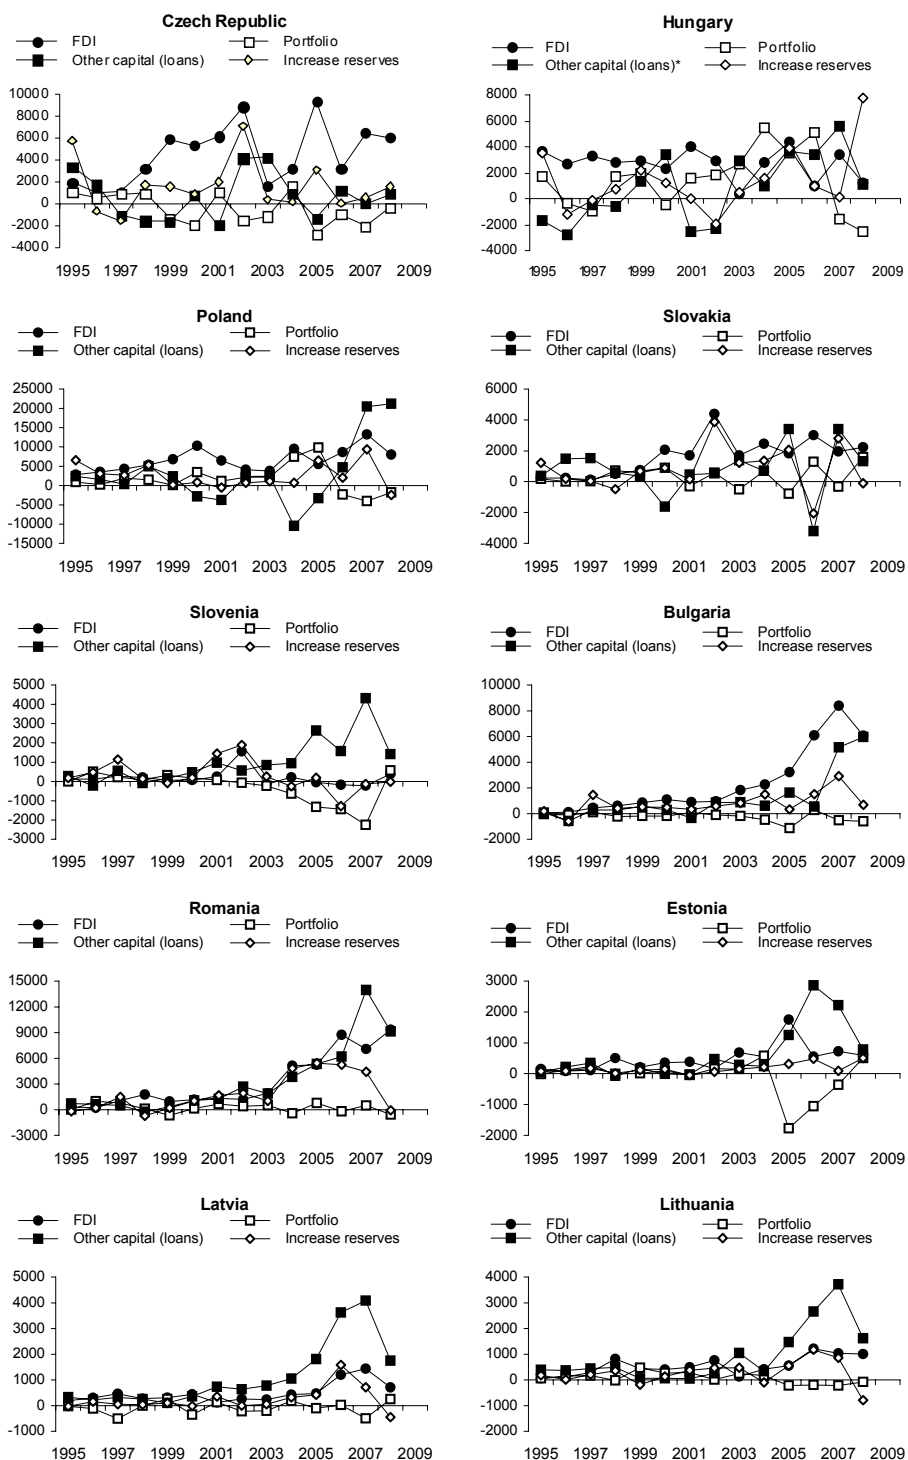 Czech Republic
FDI Portfolio
Other capital (loans) Increase reserves
10000
8000
6000
4000
2000
0
-2000
-4000
1995 1997 1999 2001 2003 2005 2007 2009
Hungary
FDI Portfolio
Other capital (loans)* Increase reserves
8000
6000
4000
2000
0
-2000
-4000
1995 1997 1999 2001 2003 2005 2007 2009
Poland
FDI Portfolio
Other capital (loans) Increase reserves
25000
20000
15000
10000
5000
0
-5000
-10000
-15000
1995 1997 1999 2001 2003 2005 2007 2009
Slovakia
FDI Portfolio
Other capital (loans) Increase reserves
6000
4000
2000
0
-2000
-4000
1995 1997 1999 2001 2003 2005 2007 2009
Slovenia
FDI Portfolio
Other capital (loans) Increase reserves
5000
4000
3000
2000
1000
0
-1000
-2000
-3000
1995 1997 1999 2001 2003 2005 2007 2009
Bulgaria
FDI Portfolio
Other capital (loans) Increase reserves
10000
8000
6000
4000
2000
0
-2000
1995 1997 1999 2001 2003 2005 2007 2009
Romania
FDI Portfolio
Other capital (loans) Increase reserves
15000
12000
9000
6000
3000
0
-3000
1995 1997 1999 2001 2003 2005 2007 2009
Estonia
FDI Portfolio
Other capital (loans) Increase reserves
3000
2000
1000
0
-1000
-2000
1995 1997 1999 2001 2003 2005 2007 2009
Latvia
FDI Portfolio
Other capital (loans) Increase reserves
5000
4000
3000
2000
1000
0
-1000
1995 1997 1999 2001 2003 2005 2007 2009
Lithuania
FDI Portfolio
Other capital (loans) Increase reserves
4000
3000
2000
1000
0
-1000
-2000
1995 1997 1999 2001 2003 2005 2007 2009